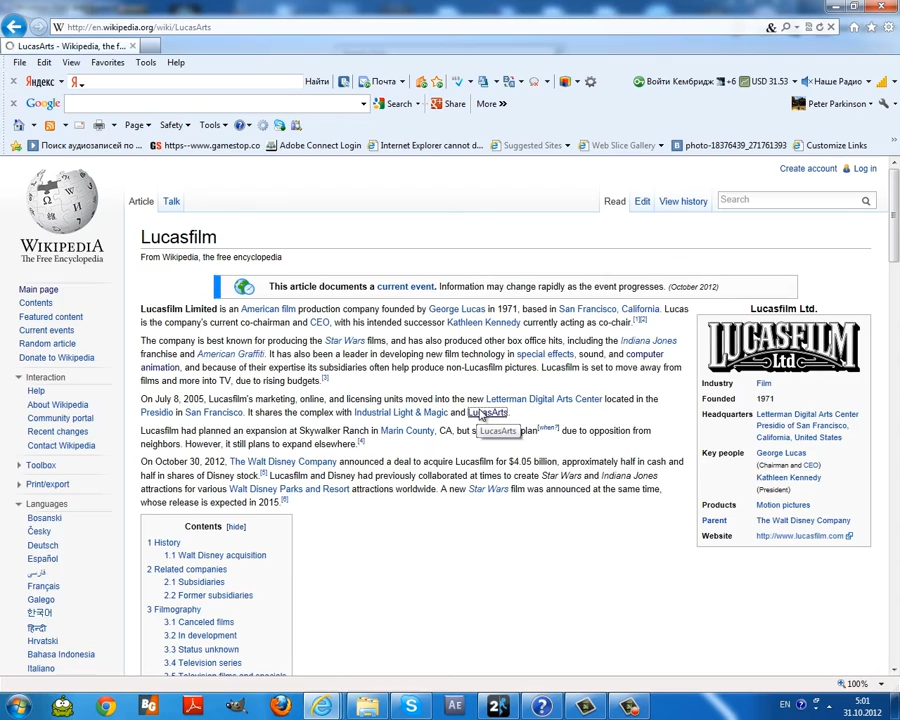 http://en.wikipedia.org/wiki/LucasArts
LucasArts - Wikipedia, the f...
File Edit View Favorites Tools Help
Яндекс Я Найти Почта Войти Кембридж +6 USD 31.53 Наше Радио
Google Search Share More » Peter Parkinson
Page Safety Tools
Поиск аудиозаписей по ... GS https--www.gamestop.co Adobe Connect Login Internet Explorer cannot d... Suggested Sites Web Slice Gallery B photo-18376439_271761393 Customize Links
Create account Log in
Article Talk Read Edit View history Search
WIKIPEDIA
The Free Encyclopedia
Main page
Contents
Featured content
Current events
Random article
Donate to Wikipedia
Interaction
Help
About Wikipedia
Community portal
Recent changes
Contact Wikipedia
Toolbox
Print/export
Languages
Bosanski
Česky
Deutsch
Español
فارسی
Français
Galego
한국어
हिन्दी
Hrvatski
Bahasa Indonesia
Italiano
Lucasfilm
From Wikipedia, the free encyclopedia
This article documents a current event. Information may change rapidly as the event progresses. (October 2012)
Lucasfilm Limited is an American film production company founded by George Lucas in 1971, based in San Francisco, California. Lucas
is the company's current co-chairman and CEO, with his intended successor Kathleen Kennedy currently acting as co-chair.[1][2]
The company is best known for producing the Star Wars films, and has also produced other box office hits, including the Indiana Jones
franchise and American Graffiti. It has also been a leader in developing new film technology in special effects, sound, and computer
animation, and because of their expertise its subsidiaries often help produce non-Lucasfilm pictures. Lucasfilm is set to move away from
films and more into TV, due to rising budgets.[3]
On July 8, 2005, Lucasfilm's marketing, online, and licensing units moved into the new Letterman Digital Arts Center located in the
Presidio in San Francisco. It shares the complex with Industrial Light & Magic and LucasArts.
Lucasfilm had planned an expansion at Skywalker Ranch in Marin County, CA, but s plan[when?] due to opposition from
LucasArts
neighbors. However, it still plans to expand elsewhere.[4]
On October 30, 2012, The Walt Disney Company announced a deal to acquire Lucasfilm for $4.05 billion, approximately half in cash and
half in shares of Disney stock.[5] Lucasfilm and Disney had previously collaborated at times to create Star Wars and Indiana Jones
attractions for various Walt Disney Parks and Resort attractions worldwide. A new Star Wars film was announced at the same time,
whose release is expected in 2015.[6]
Contents [hide]
1 History
1.1 Walt Disney acquisition
2 Related companies
2.1 Subsidiaries
2.2 Former subsidiaries
3 Filmography
3.1 Canceled films
3.2 In development
3.3 Status unknown
3.4 Television series
3.5 Television films and specials
Lucasfilm Ltd.
LUCASFILM
Ltd
Industry Film
Founded 1971
Headquarters Letterman Digital Arts Center
Presidio of San Francisco,
California, United States
Key people George Lucas
(Chairman and CEO)
Kathleen Kennedy
(President)
Products Motion pictures
Parent The Walt Disney Company
Website http://www.lucasfilm.com
100%
BG S Ae 2K ? EN 5:01
31.10.2012